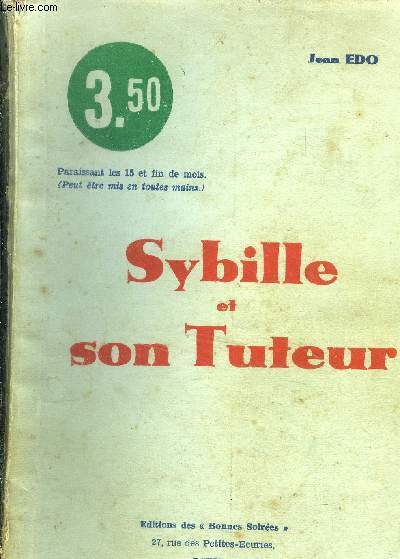 Le-livre.com
3.50
Jean EDO
Paraissant les 15 et fin de mois.
(Peut être mis en toutes mains.)
Sybille
et
son Tuteur
Editions des « Bonnes Soirées »
27, rue des Petites-Ecuries,